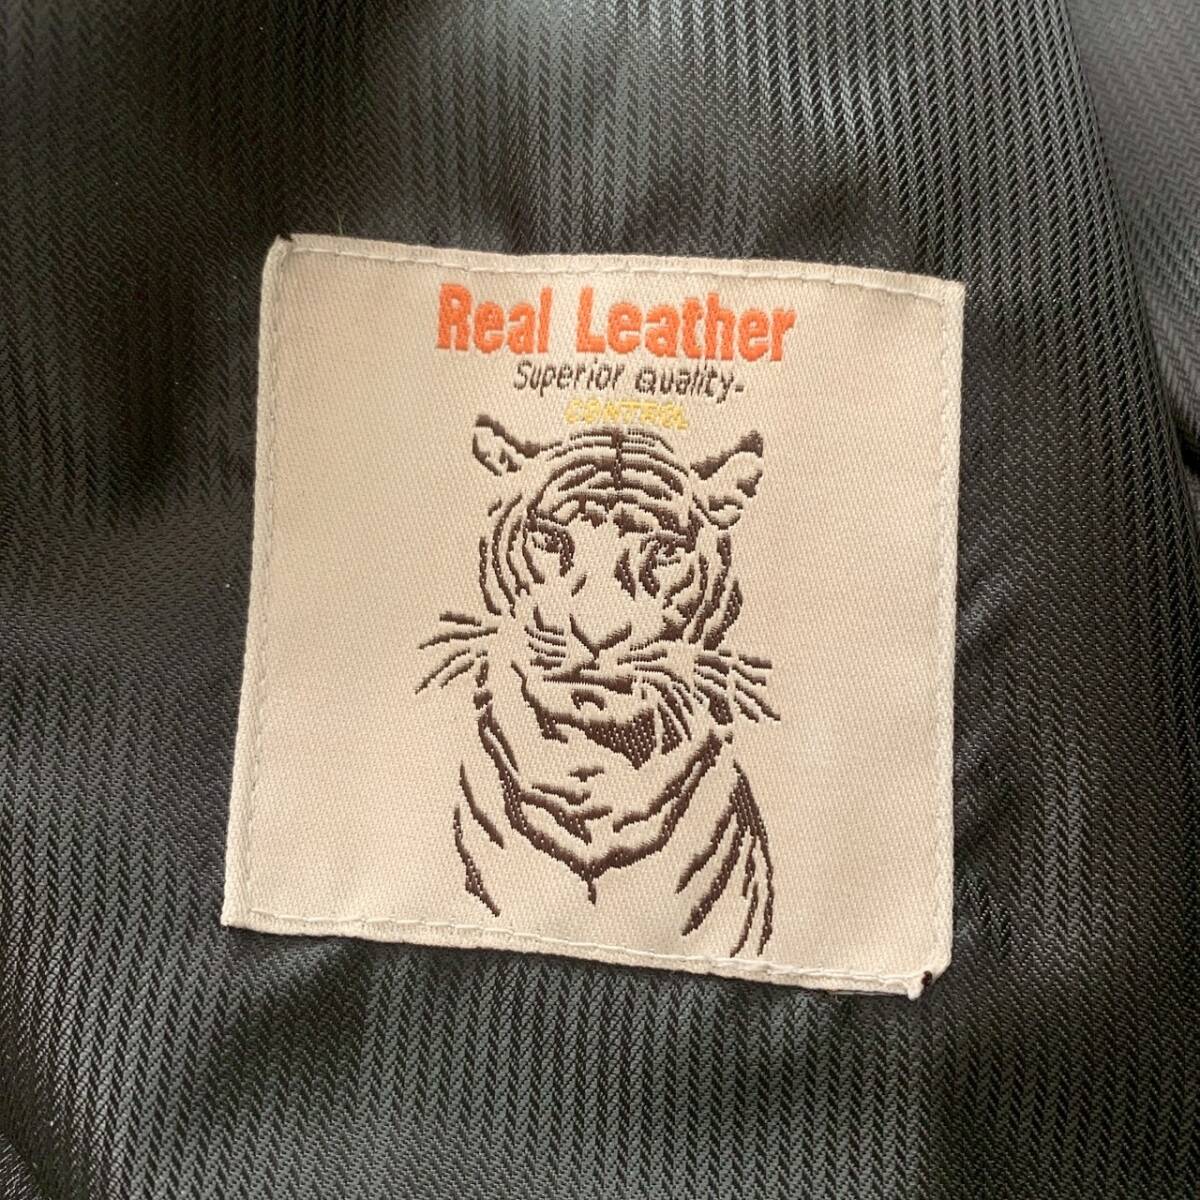 Real Leather
Superior Quality-
CONTROL